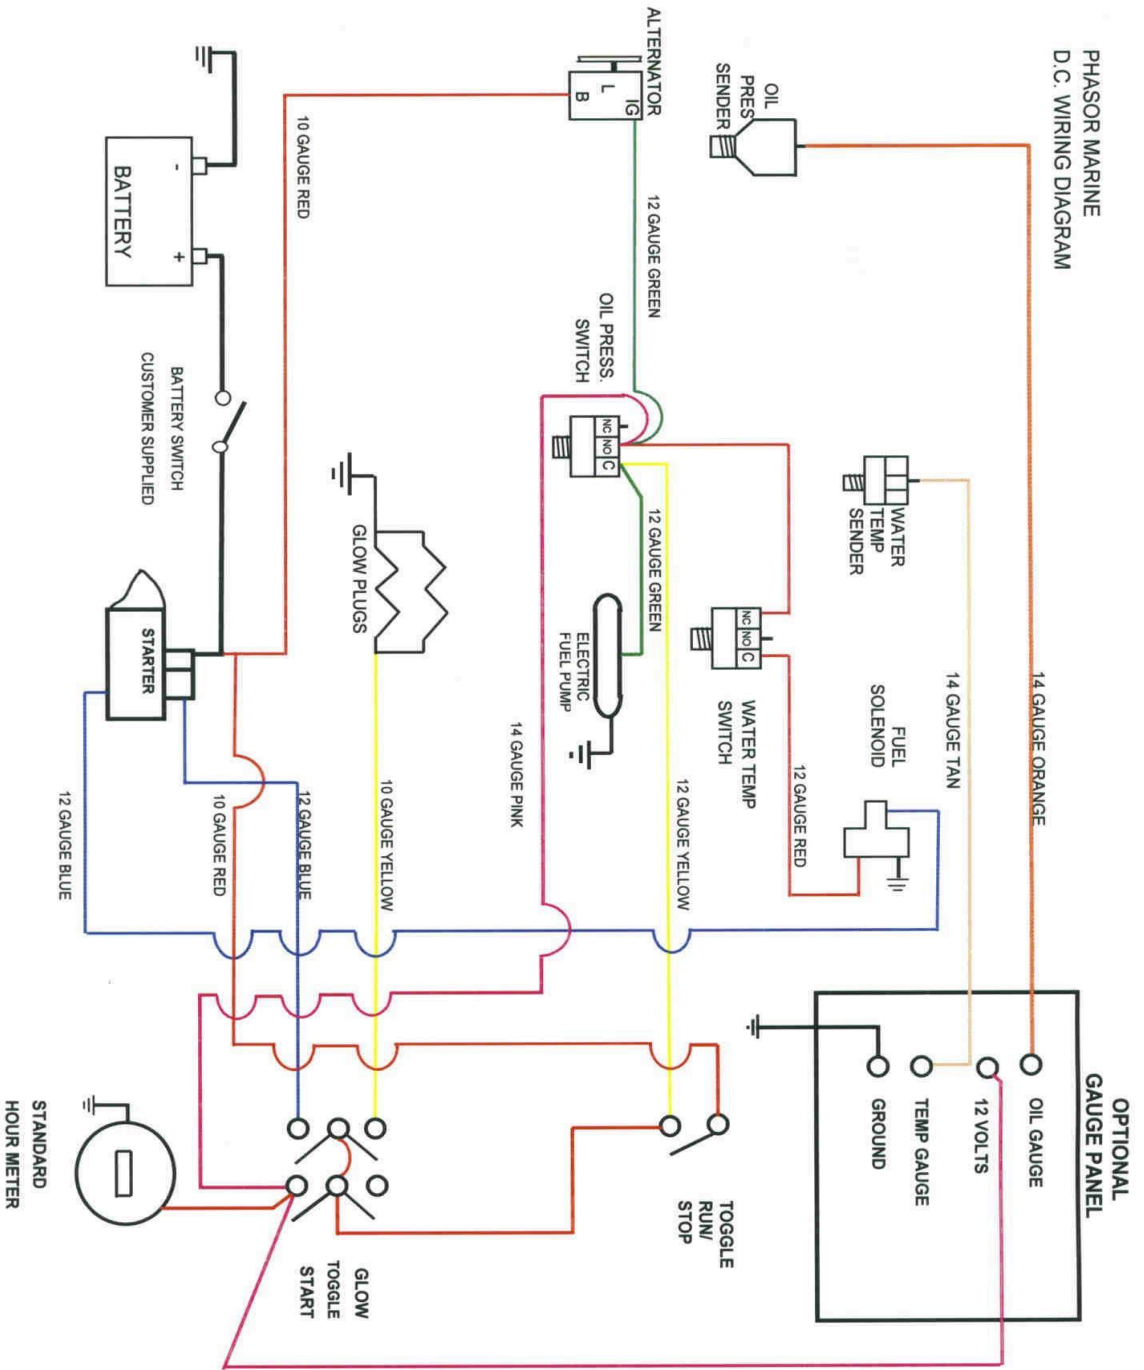 PHASOR MARINE
D.C. WIRING DIAGRAM
OIL
PRES
SENDER
ALTERNATOR
IG
L
B
10 GAUGE RED
-
+
BATTERY
12 GAUGE GREEN
OIL PRESS.
SWITCH
NC
NO
C
BATTERY SWITCH
CUSTOMER SUPPLIED
GLOW PLUGS
STARTER
12 GAUGE GREEN
ELECTRIC
FUEL PUMP
WATER
TEMP
SENDER
NC
NO
C
WATER TEMP
SWITCH
14 GAUGE ORANGE
14 GAUGE TAN
FUEL
SOLENOID
12 GAUGE RED
12 GAUGE YELLOW
14 GAUGE PINK
10 GAUGE YELLOW
12 GAUGE BLUE
10 GAUGE RED
12 GAUGE BLUE
OPTIONAL
GAUGE PANEL
OIL GAUGE
12 VOLTS
TEMP GAUGE
GROUND
TOGGLE
RUN/
STOP
GLOW
TOGGLE
START
STANDARD
HOUR METER